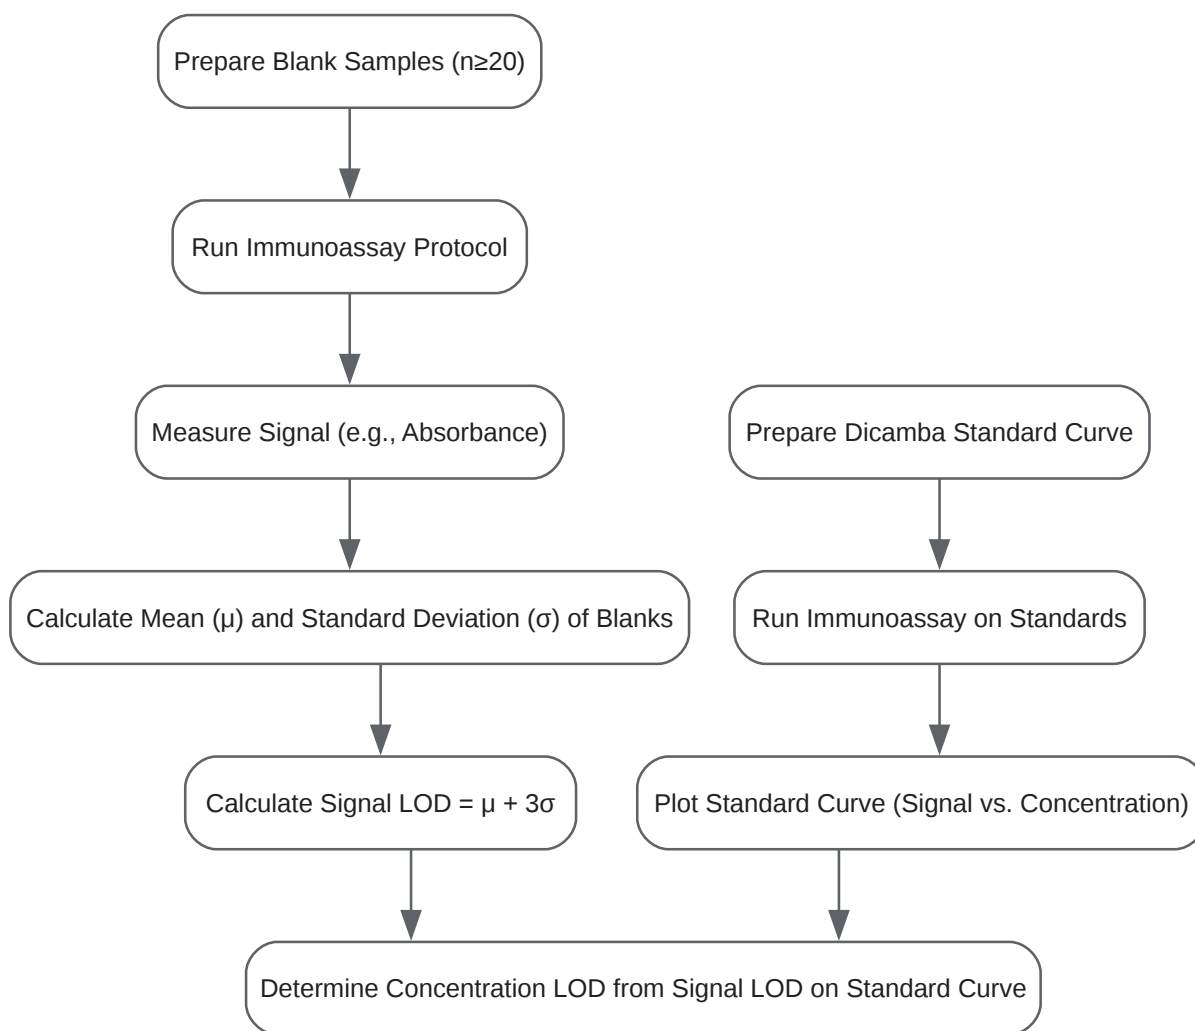 Prepare Blank Samples (n≥20)
Run Immunoassay Protocol
Measure Signal (e.g., Absorbance)
Prepare Dicamba Standard Curve
Calculate Mean (μ) and Standard Deviation (σ) of Blanks
Run Immunoassay on Standards
Calculate Signal LOD = μ + 3σ
Plot Standard Curve (Signal vs. Concentration)
Determine Concentration LOD from Signal LOD on Standard Curve